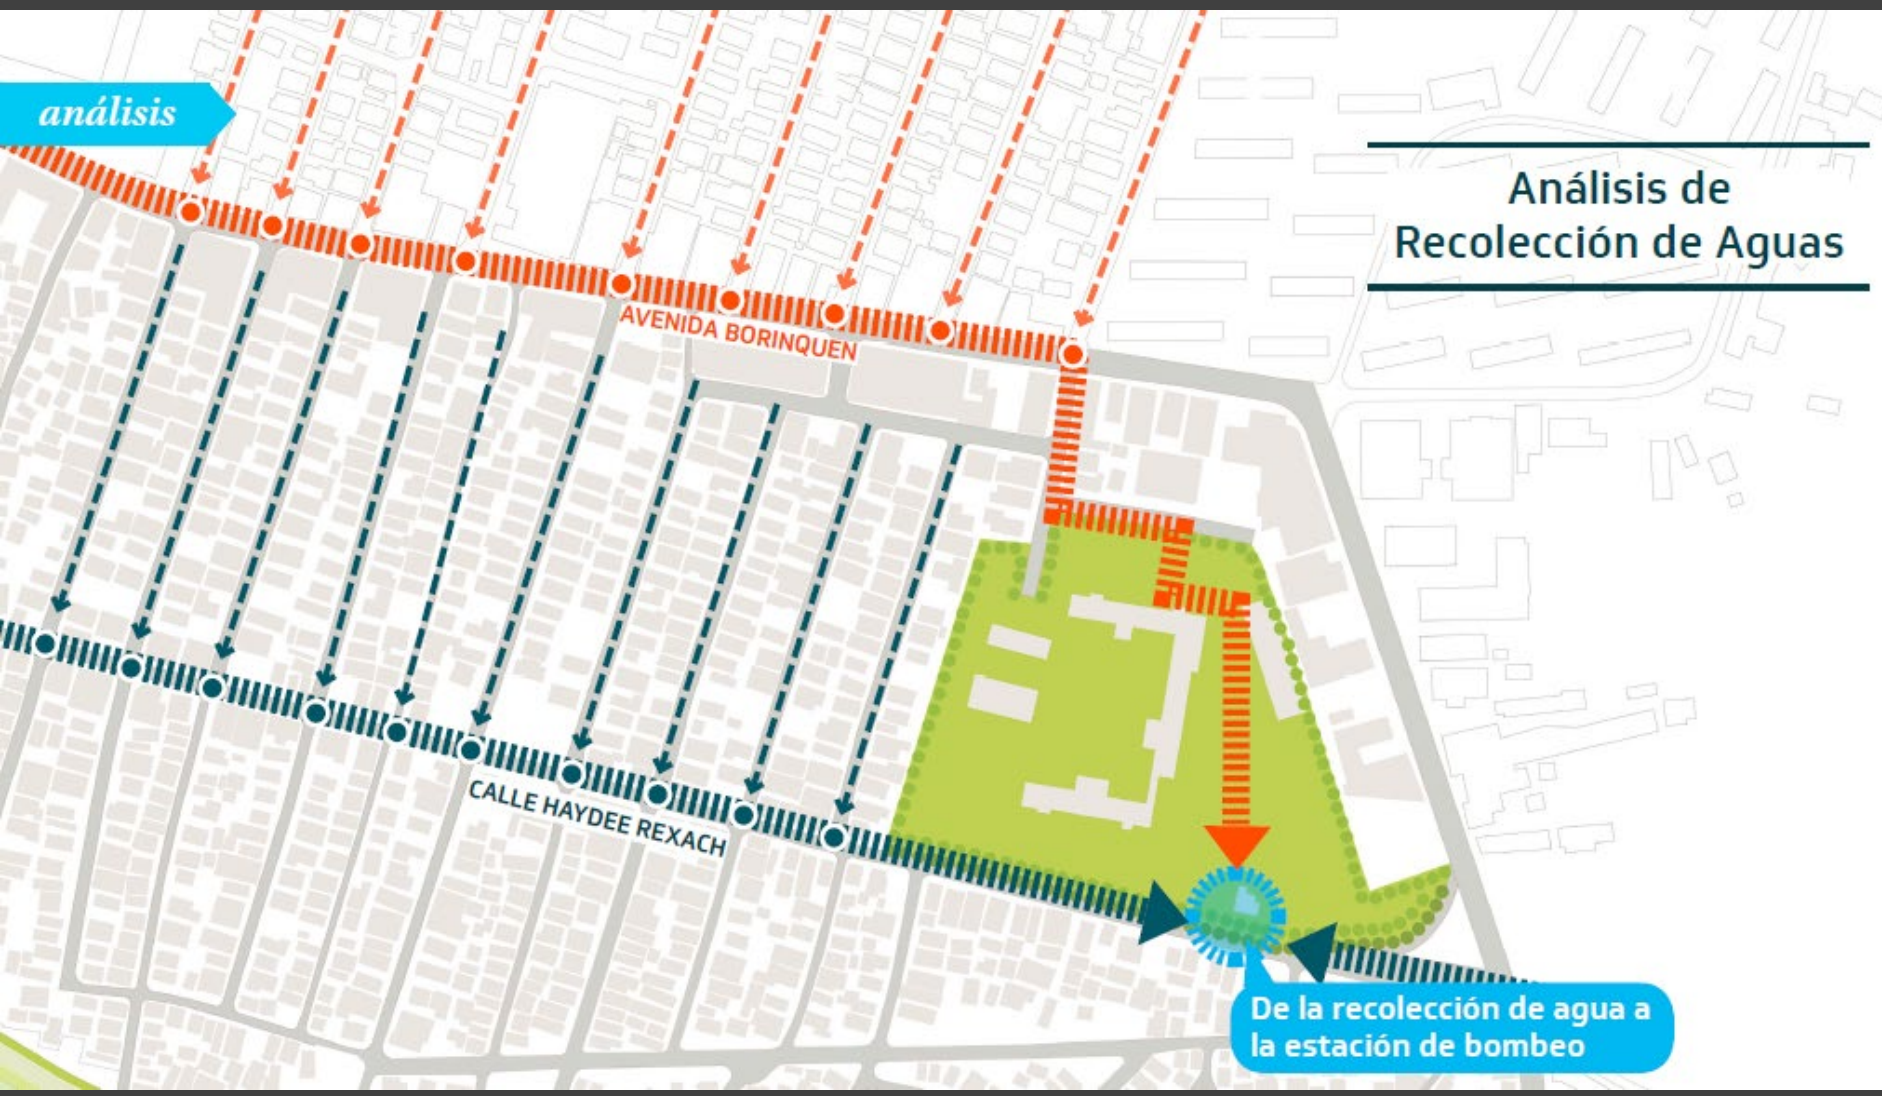 análisis
Análisis de
Recolección de Aguas
AVENIDA BORINQUEN
CALLE HAYDEE REXACH
De la recolección de agua a
la estación de bombeo